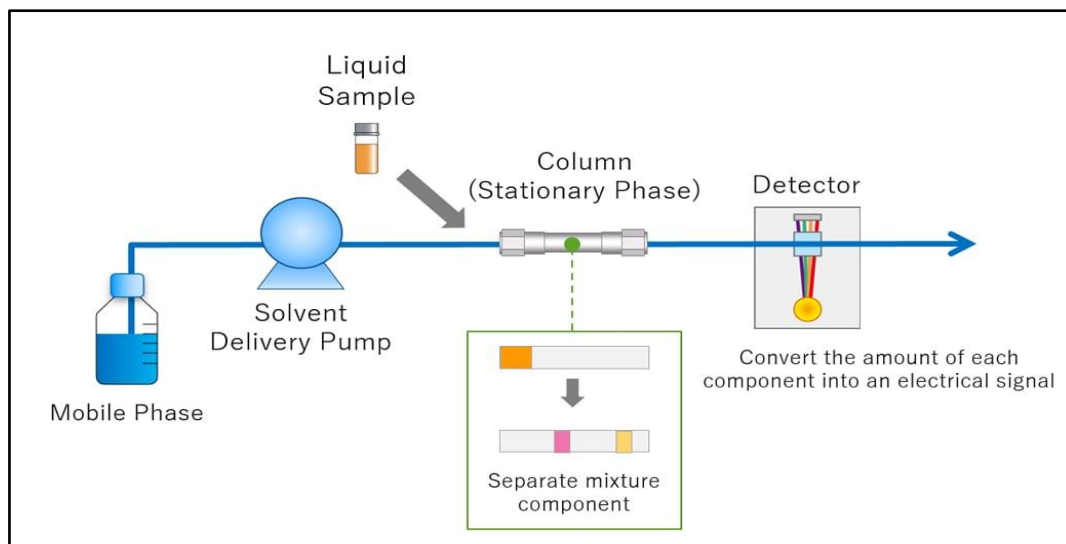 Liquid
Sample
Column
(Stationary Phase)
Detector
Solvent
Delivery Pump
Mobile Phase
Convert the amount of each
component into an electrical signal
Separate mixture
component